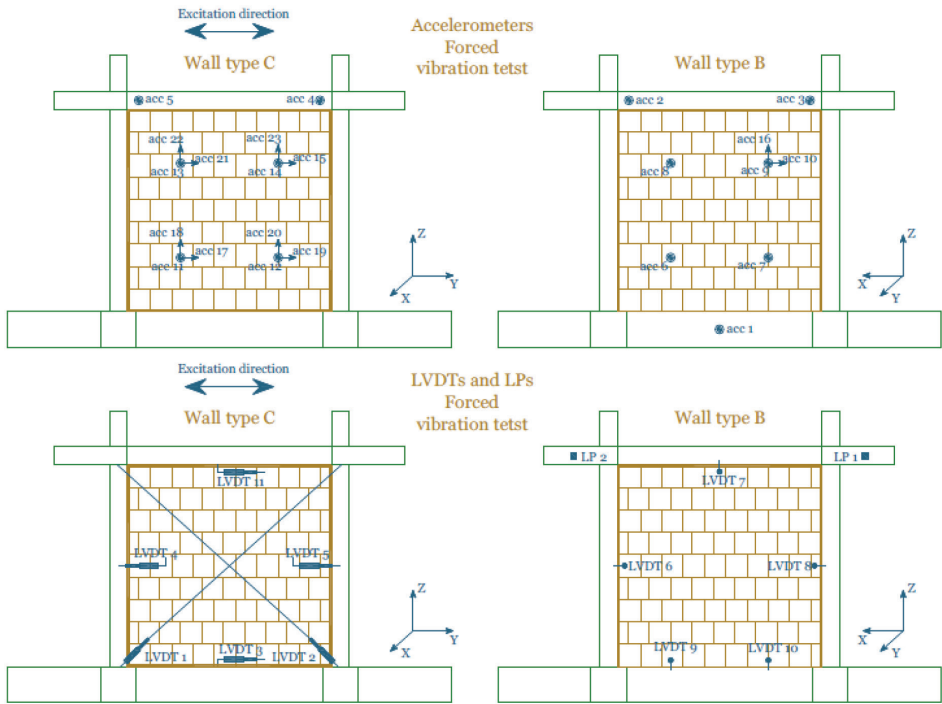 Excitation direction
Accelerometers
Forced
vibration tetst
Wall type C
Wall type B
acc 5
acc 4
acc 2
acc 3
acc 22
acc 23
acc 21
acc 15
acc 13
acc 14
acc 16
acc 10
acc 8
acc 9
acc 18
acc 20
acc 17
acc 19
acc 11
acc 12
acc 6
acc 7
Z
Y
X
Z
X
Y
acc 1
Excitation direction
LVDTs and LPs
Forced
vibration tetst
Wall type C
Wall type B
LP 2
LP 1
LVDT 11
LVDT 7
LVDT 4
LVDT 5
LVDT 6
LVDT 8
Z
Y
X
Z
X
Y
LVDT 1
LVDT 3
LVDT 2
LVDT 9
LVDT 10